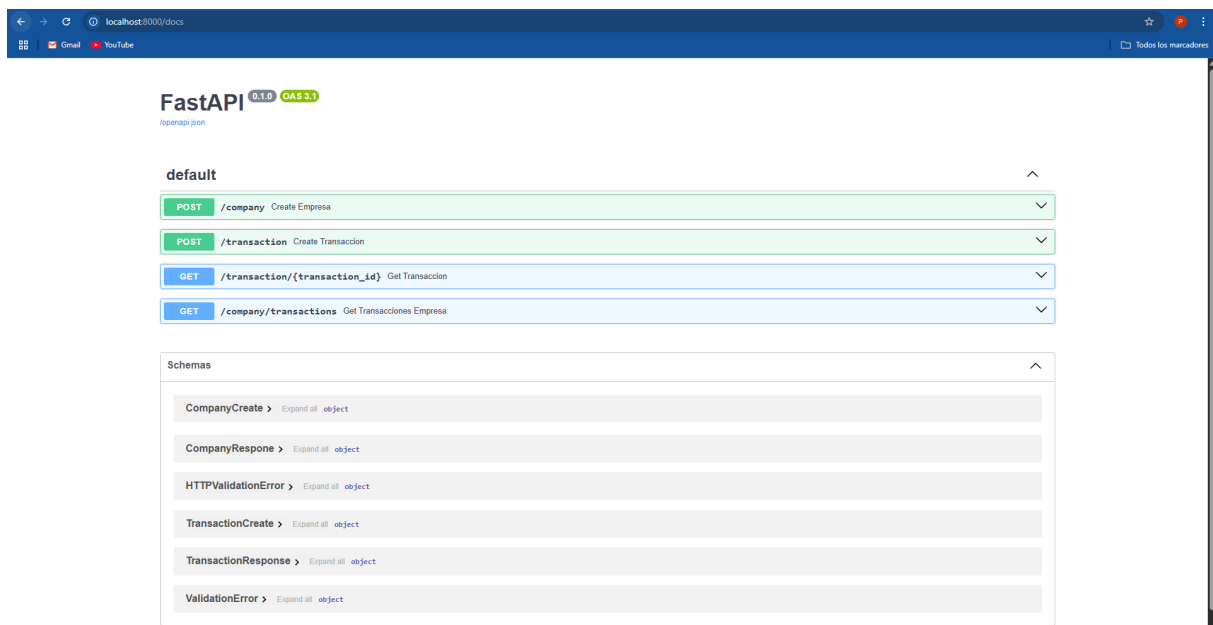 localhost:8000/docs
P
Gmail YouTube Todos los marcadores
FastAPI 0.1.0 OAS 3.1
/openapi.json
default
POST /company Create Empresa
POST /transaction Create Transaccion
GET /transaction/{transaction_id} Get Transaccion
GET /company/transactions Get Transacciones Empresa
Schemas
CompanyCreate Expand all object
CompanyRespone Expand all object
HTTPValidationError Expand all object
TransactionCreate Expand all object
TransactionResponse Expand all object
ValidationError Expand all object